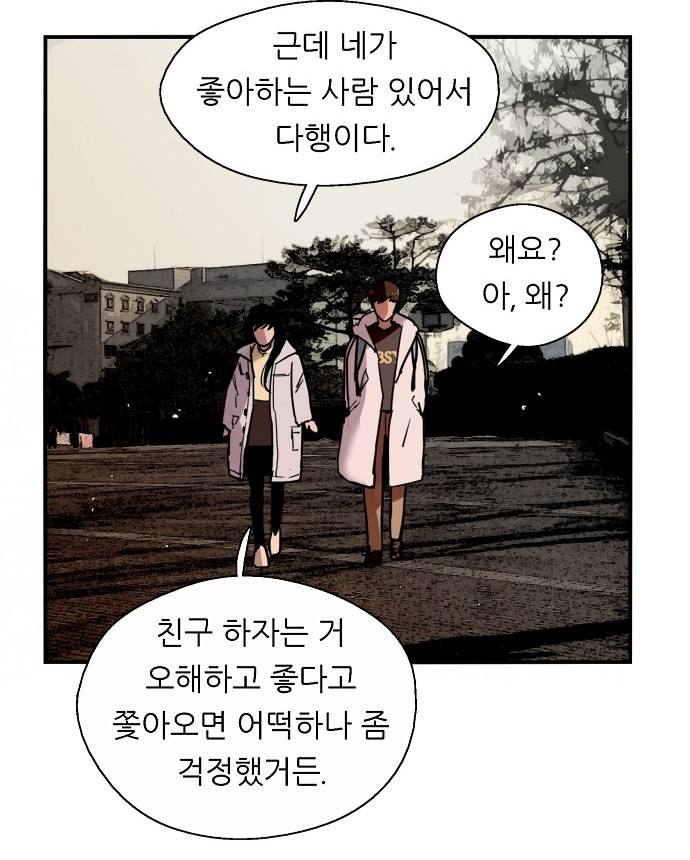 근데 네가
좋아하는 사람 있어서
다행이다.
왜요?
아, 왜?
BSY
친구 하자는 거
오해하고 좋다고
쫓아오면 어떡하나 좀
걱정했거든.